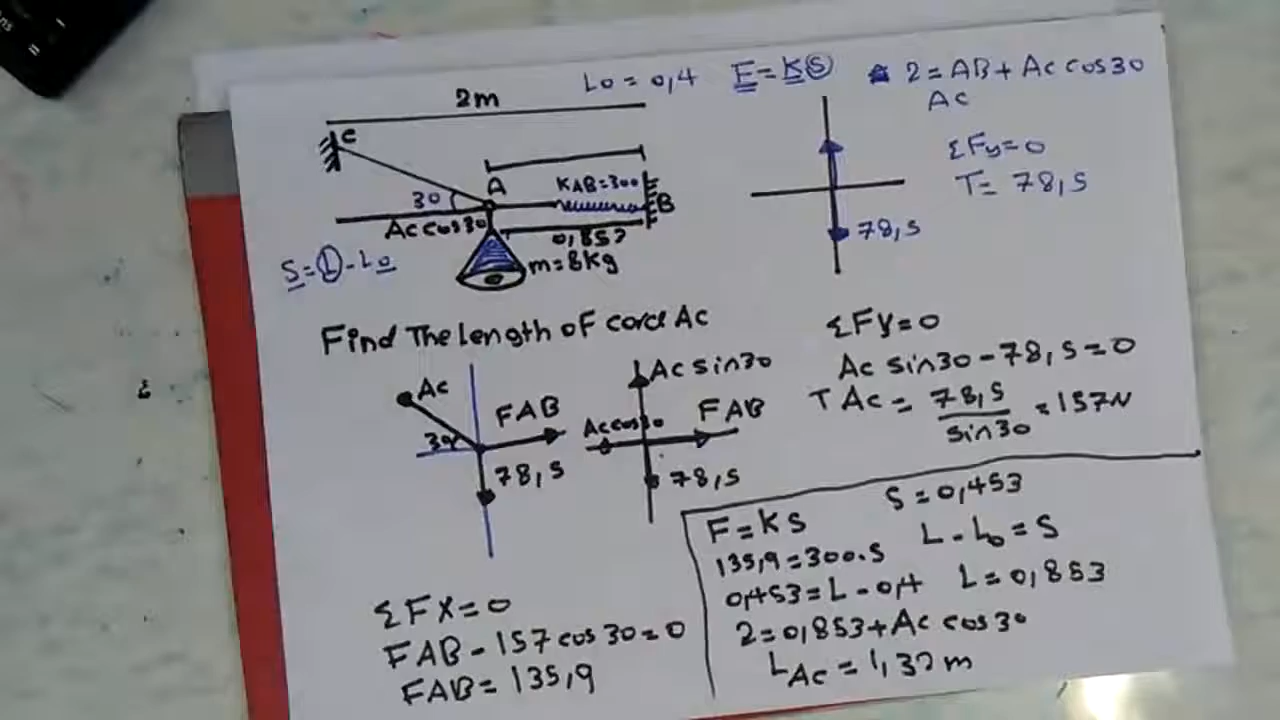 Lo = 0,4
F = KS
2 = AB + Ac cos30
Ac
2m
C
A
KAB=300
B
30
Ac cos30
0,853
m=8kg
S=L-Lo
ΣFy=0
T= 78,5
78,5
Find The length of cord Ac
Ac
FAB
30
78,5
Ac sin30
Ac cos30
FAB
78,5
ΣFy=0
Ac sin30 - 78,5=0
TAc = 78,5/sin30 = 157N
ΣFX=0
FAB - 157 cos30=0
FAB= 135,9
F=KS
135,9=300.S
0,453=L-0,4
2=0,853+Ac cos30
LAc = 1,32m
S=0,453
L-Lo=S
L=0,853
ns
=